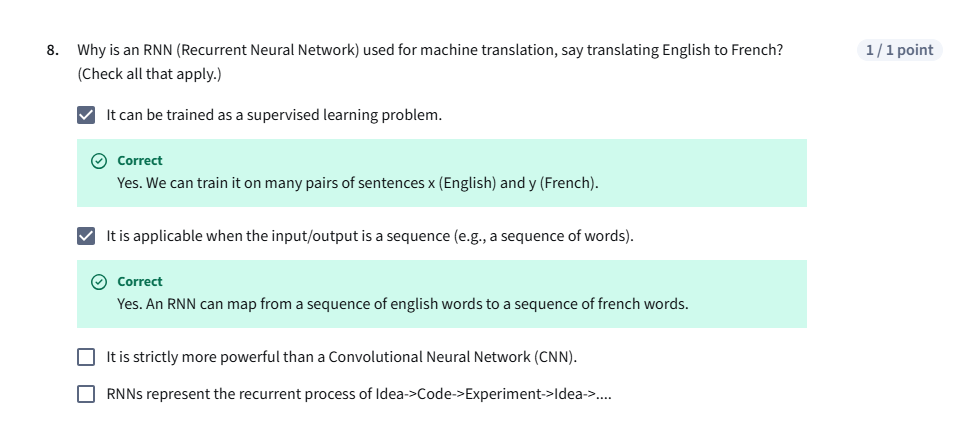 8. Why is an RNN (Recurrent Neural Network) used for machine translation, say translating English to French? 1 / 1 point
(Check all that apply.)
It can be trained as a supervised learning problem.
Correct
Yes. We can train it on many pairs of sentences x (English) and y (French).
It is applicable when the input/output is a sequence (e.g., a sequence of words).
Correct
Yes. An RNN can map from a sequence of english words to a sequence of french words.
It is strictly more powerful than a Convolutional Neural Network (CNN).
RNNs represent the recurrent process of Idea->Code->Experiment->Idea->....